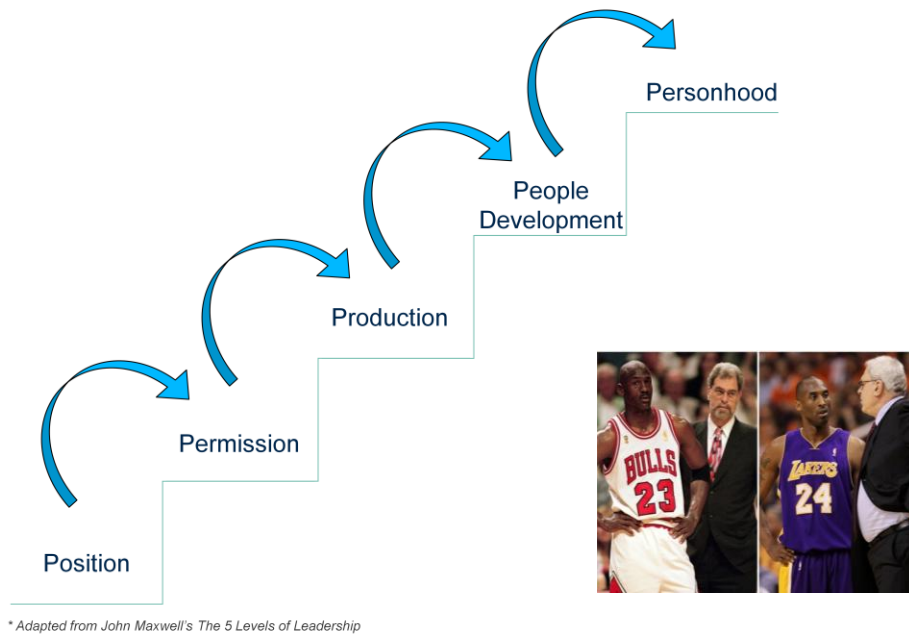 Personhood
People
Development
Production
Permission
Position
BULLS
23
LAKERS
24
* Adapted from John Maxwell's The 5 Levels of Leadership